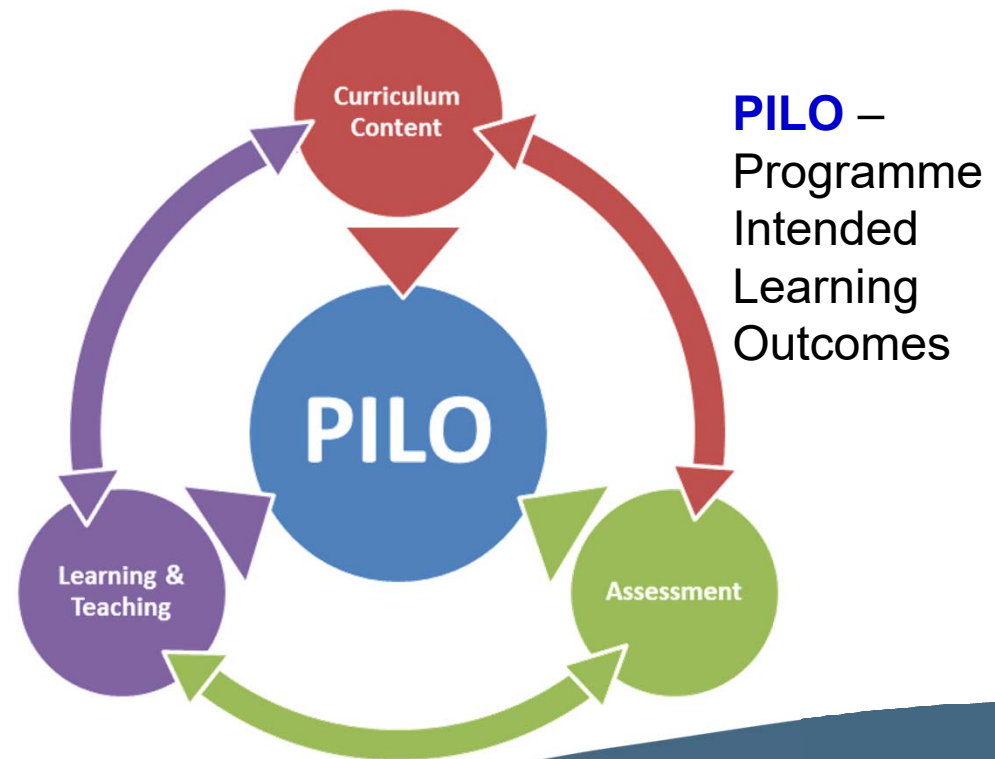 Curriculum
Content
PILO –
Programme
Intended
Learning
Outcomes
PILO
Learning &
Teaching
Assessment